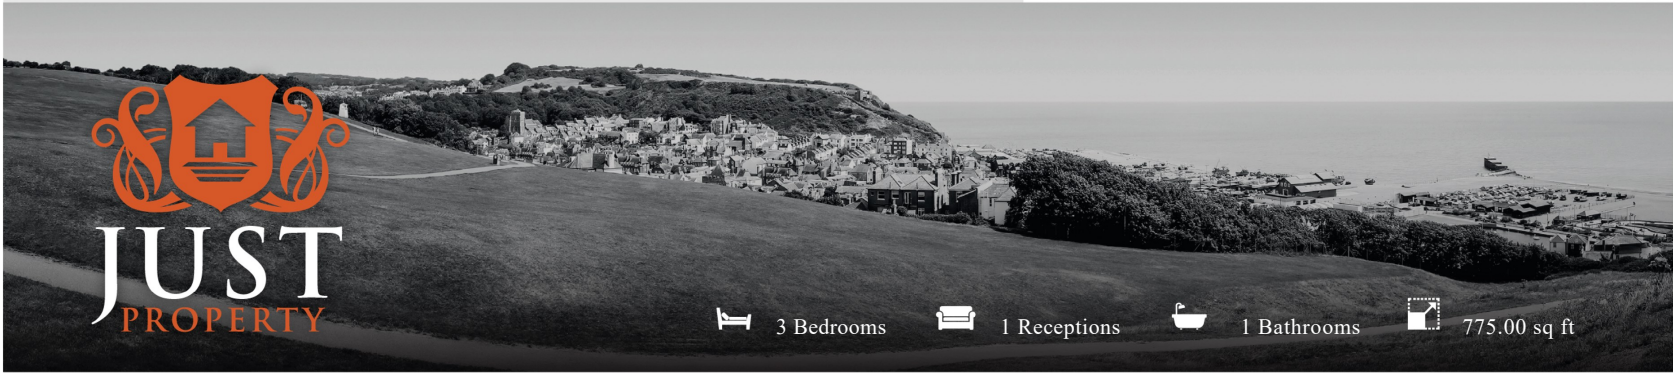 JUST
PROPERTY
3 Bedrooms
1 Receptions
1 Bathrooms
775.00 sq ft